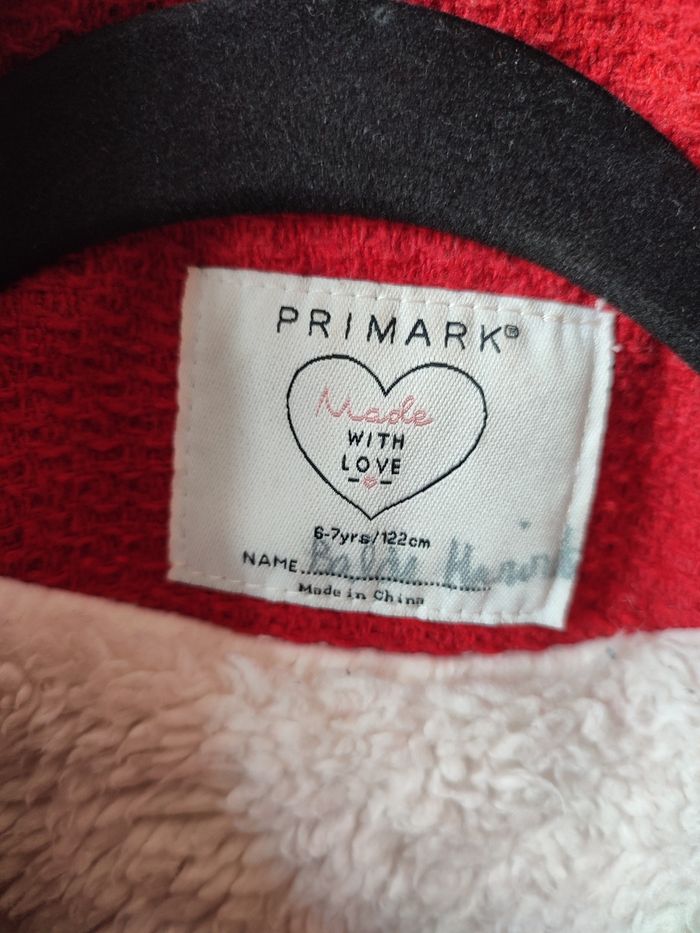 PRIMARK®
Made
WITH
LOVE
6-7yrs/122cm
NAME
Made in China